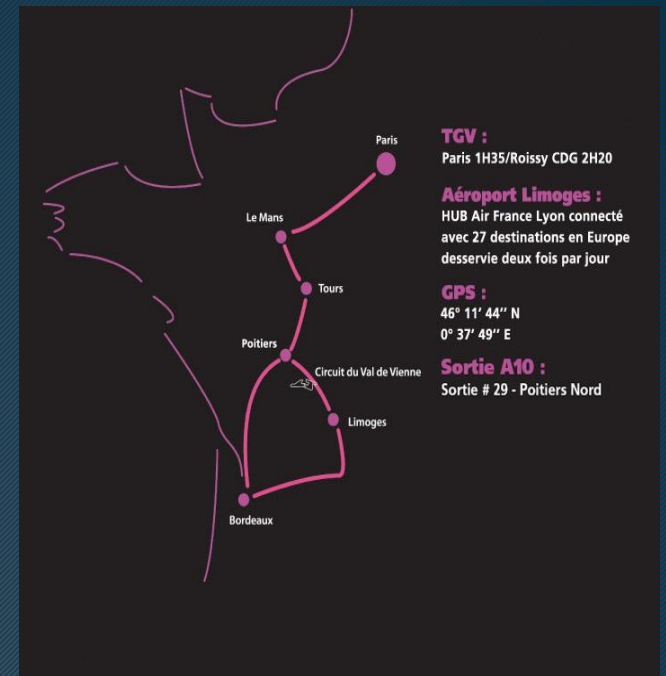 Paris
Le Mans
Tours
Poitiers
Circuit du Val de Vienne
Limoges
Bordeaux
TGV :
Paris 1H35/Roissy CDG 2H20
Aéroport Limoges :
HUB Air France Lyon connecté
avec 27 destinations en Europe
desservie deux fois par jour
GPS :
46° 11’ 44’’ N
0° 37’ 49’’ E
Sortie A10 :
Sortie # 29 - Poitiers Nord